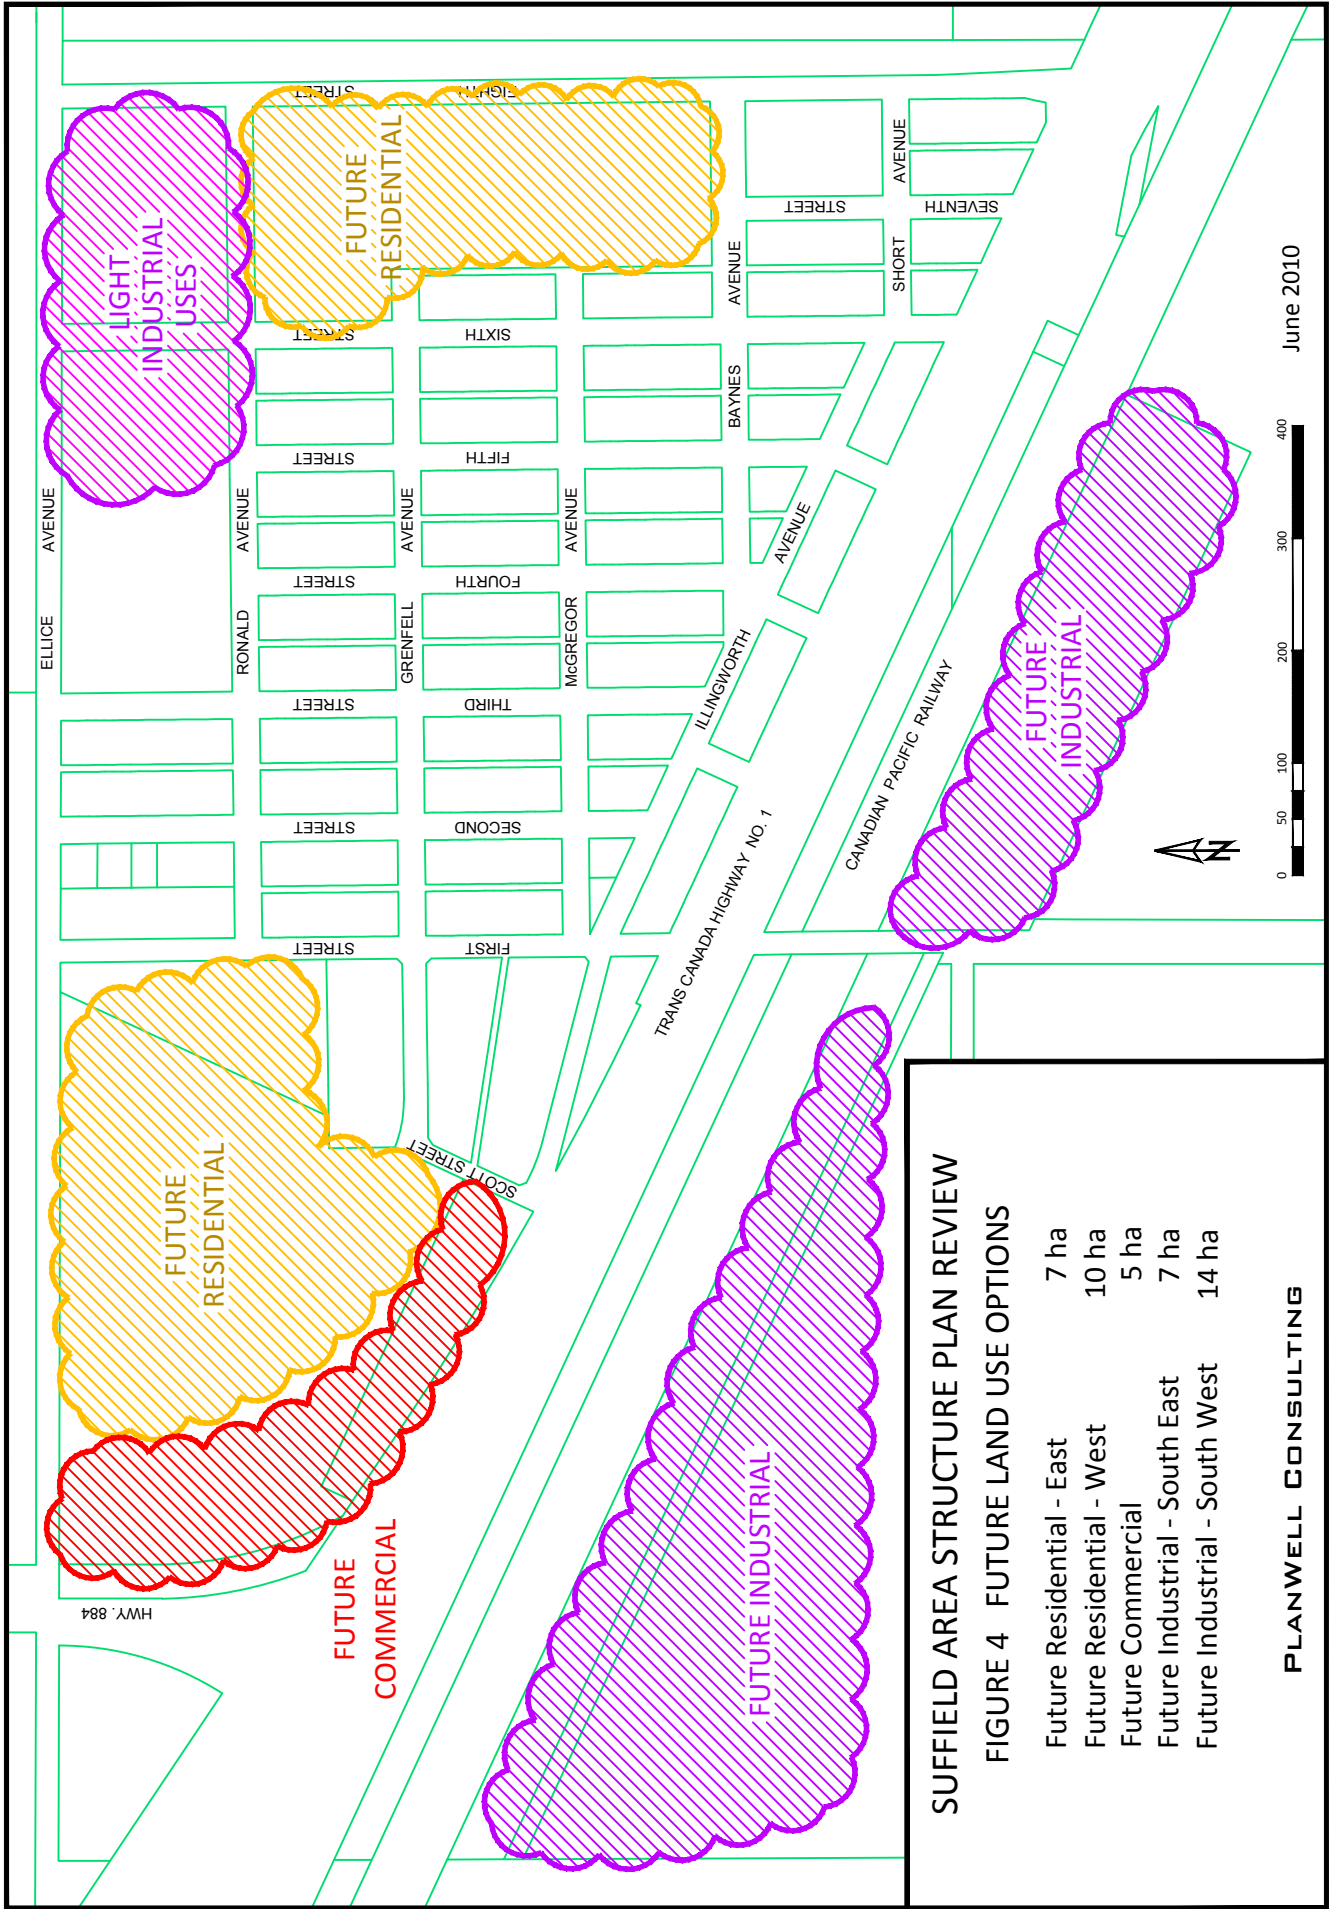 ELLICE AVENUE
RONALD AVENUE
GRENFELL AVENUE
McGREGOR AVENUE
BAYNES AVENUE
SHORT AVENUE
ILLINGWORTH AVENUE
FIRST STREET
SECOND STREET
THIRD STREET
FOURTH STREET
FIFTH STREET
SIXTH STREET
SEVENTH STREET
EIGHTH STREET
SCOTT STREET
HWY. 884
TRANS CANADA HIGHWAY NO. 1
CANADIAN PACIFIC RAILWAY
LIGHT
INDUSTRIAL
USES
FUTURE
RESIDENTIAL
FUTURE
RESIDENTIAL
FUTURE
COMMERCIAL
FUTURE INDUSTRIAL
FUTURE
INDUSTRIAL
N
0 50 100 200 300 400
June 2010
SUFFIELD AREA STRUCTURE PLAN REVIEW
FIGURE 4 FUTURE LAND USE OPTIONS
Future Residential - East 7 ha
Future Residential - West 10 ha
Future Commercial 5 ha
Future Industrial - South East 7 ha
Future Industrial - South West 14 ha
PLANWELL CONSULTING